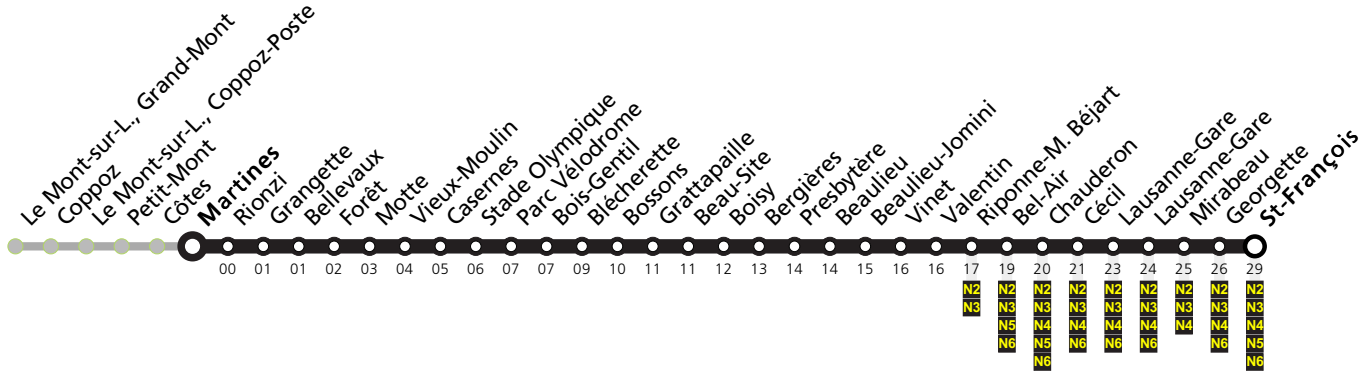 Le Mont-sur-L., Grand-Mont
Coppoz
Le Mont-sur-L., Coppoz-Poste
Petit-Mont
Côtes
Martines
Rionzi
Grangette
Bellevaux
Forêt
Motte
Vieux-Moulin
Casernes
Stade Olympique
Parc Vélodrome
Bois-Gentil
Blécherette
Bossons
Grattapaille
Beau-Site
Boisy
Bergières
Presbytère
Beaulieu
Beaulieu-Jomini
Vinet
Valentin
Riponne-M. Béjart
Bel-Air
Chauderon
Cécil
Lausanne-Gare
Lausanne-Gare
Mirabeau
Georgette
St-François
00 01 01 02 03 04 05 06 07 07 09 10 11 11 12 13 14 14 15 16 16 17 19 20 21 23 24 25 26 29
N2 N2 N2 N2 N2 N2 N2 N2 N2
N3 N3 N3 N3 N3 N3 N3 N3 N3
N5 N4 N4 N4 N4 N4 N4 N4
N6 N5 N6 N6 N6 N6 N5
N6 N6